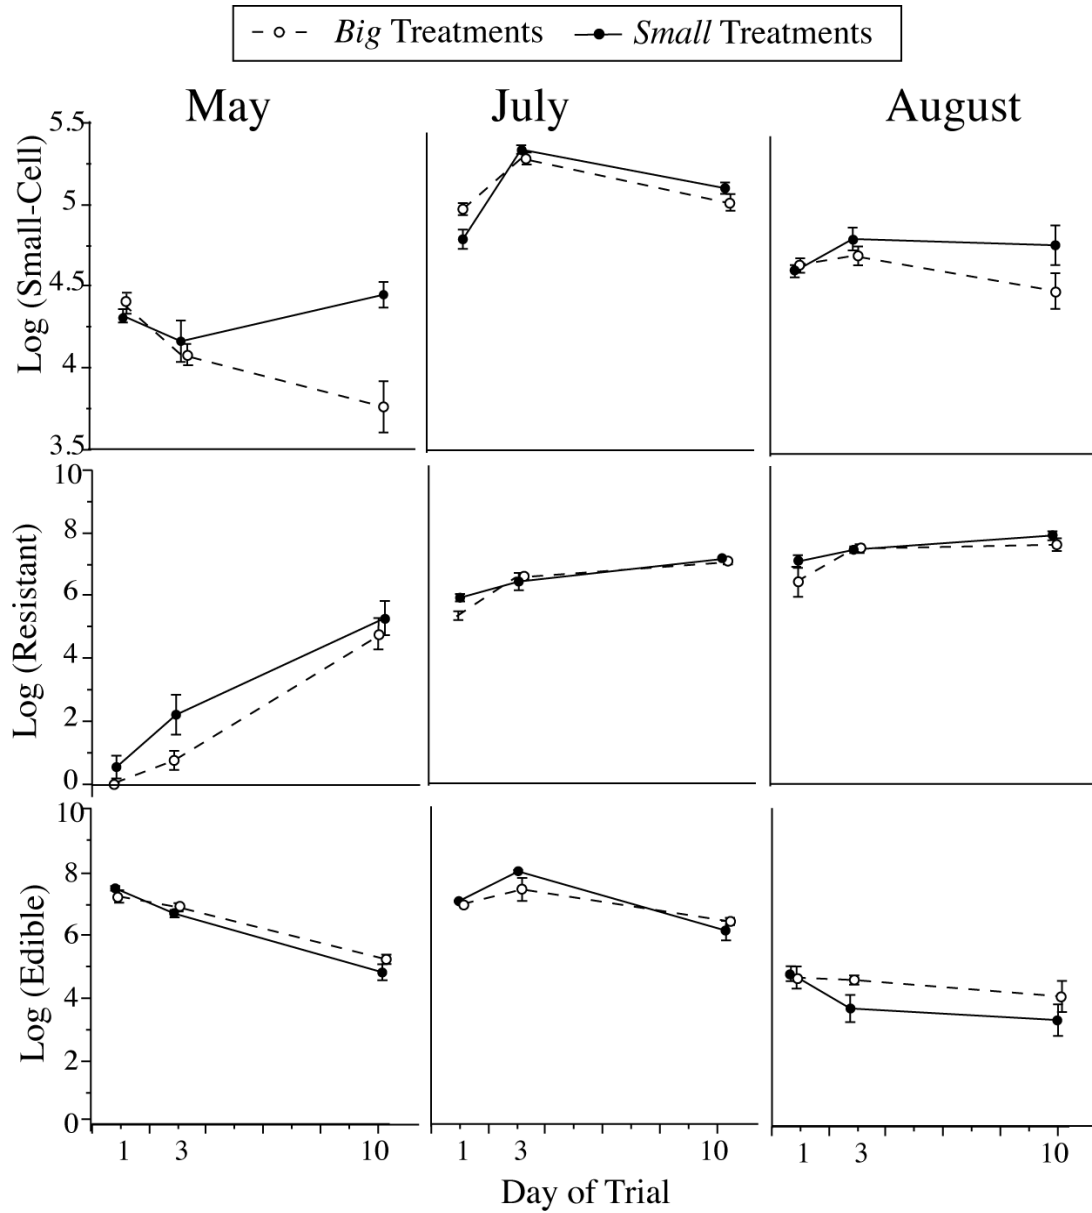 Big Treatments Small Treatments
May July August
Log (Small-Cell)
5.5
5
4.5
4
3.5
Log (Resistant)
10
8
6
4
2
0
Log (Edible)
10
8
6
4
2
0
1 3 10 1 3 10 1 3 10
Day of Trial